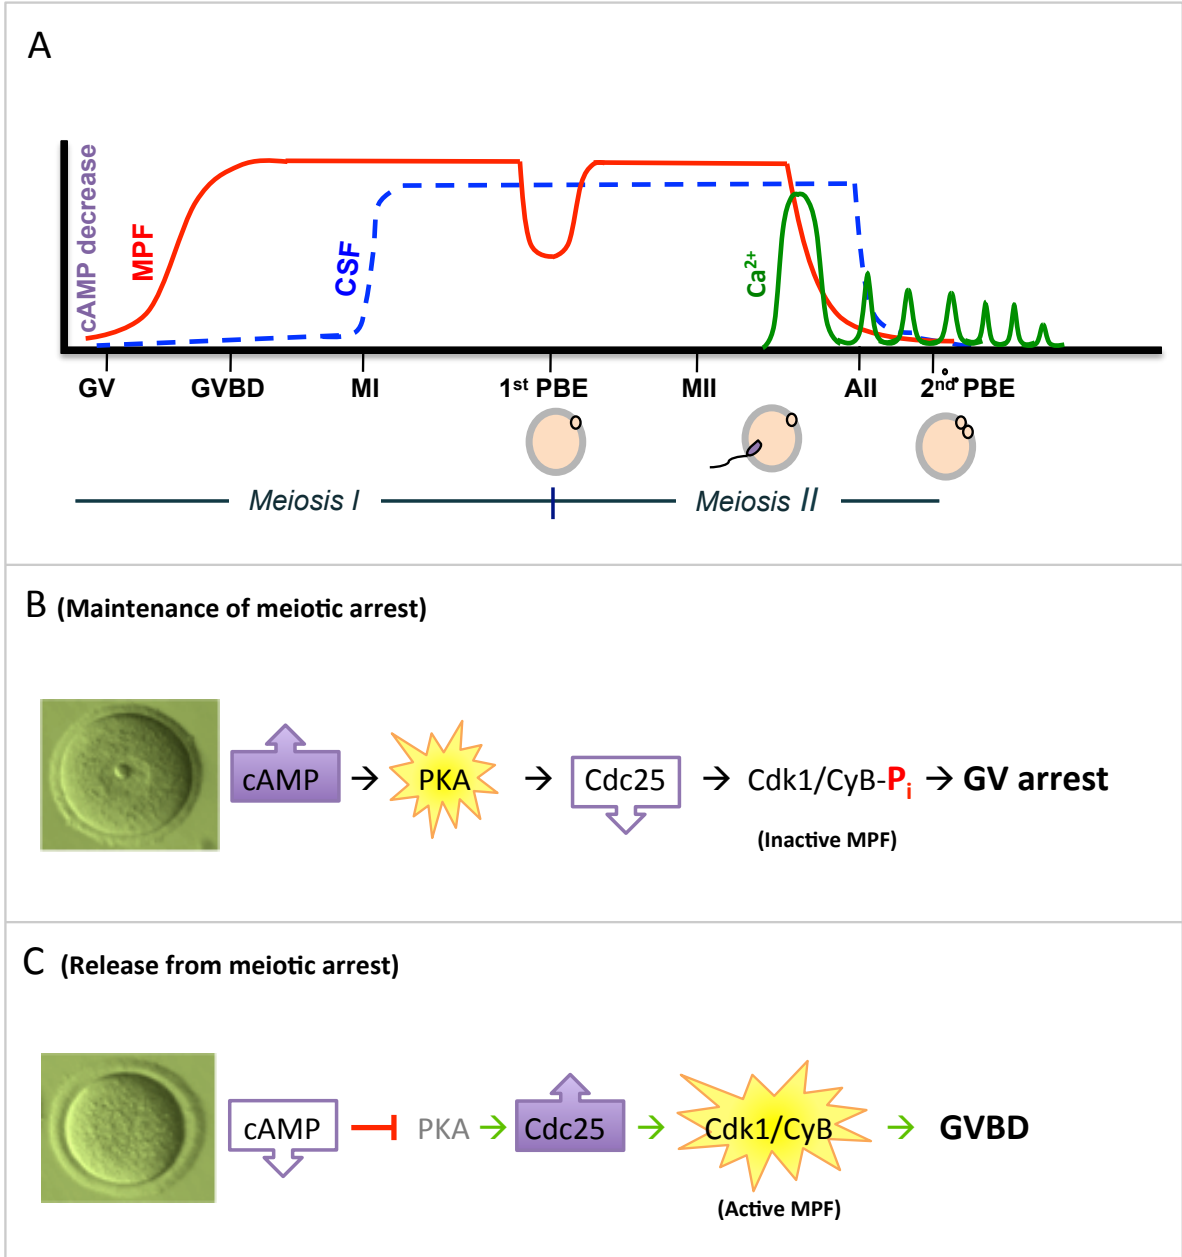 A
cAMP decrease
MPF
CSF
Ca2+
GV GVBD MI 1st PBE MII AII 2nd PBE
Meiosis I Meiosis II
B (Maintenance of meiotic arrest)
cAMP PKA Cdc25 Cdk1/CyB-Pi GV arrest
(Inactive MPF)
C (Release from meiotic arrest)
cAMP PKA Cdc25 Cdk1/CyB GVBD
(Active MPF)